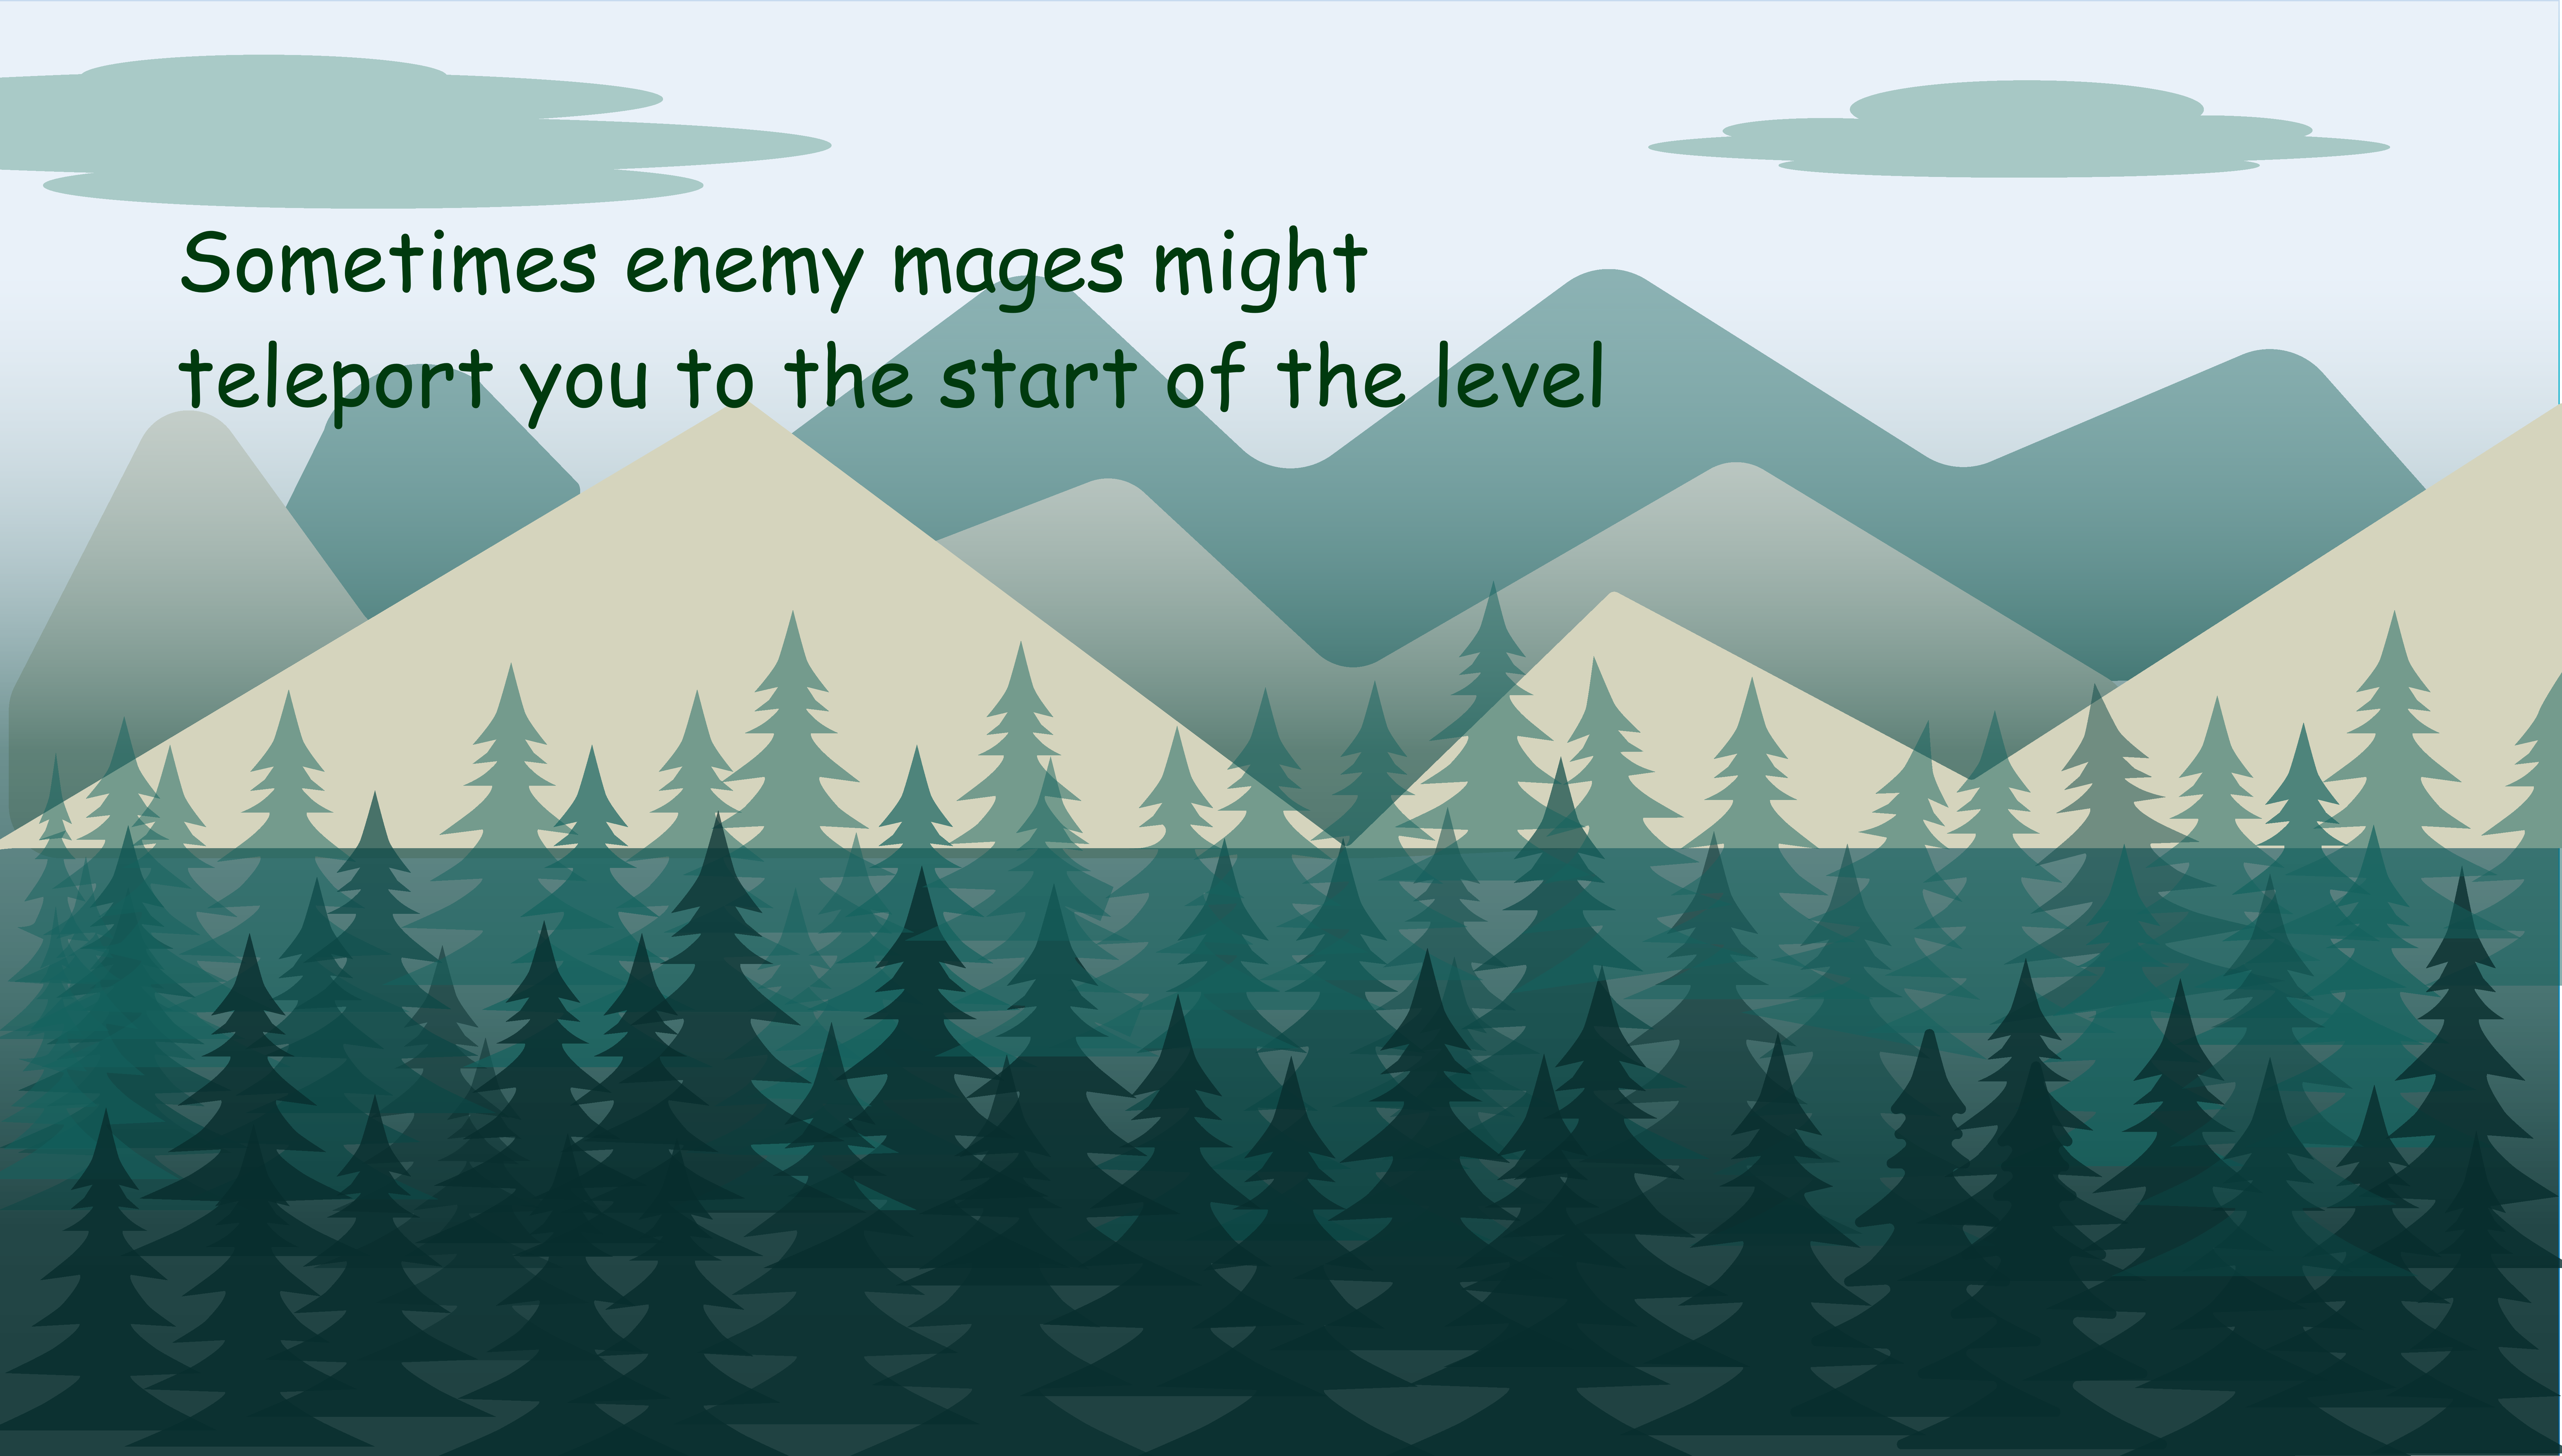 Sometimes enemy mages might
teleport you to the start of the level